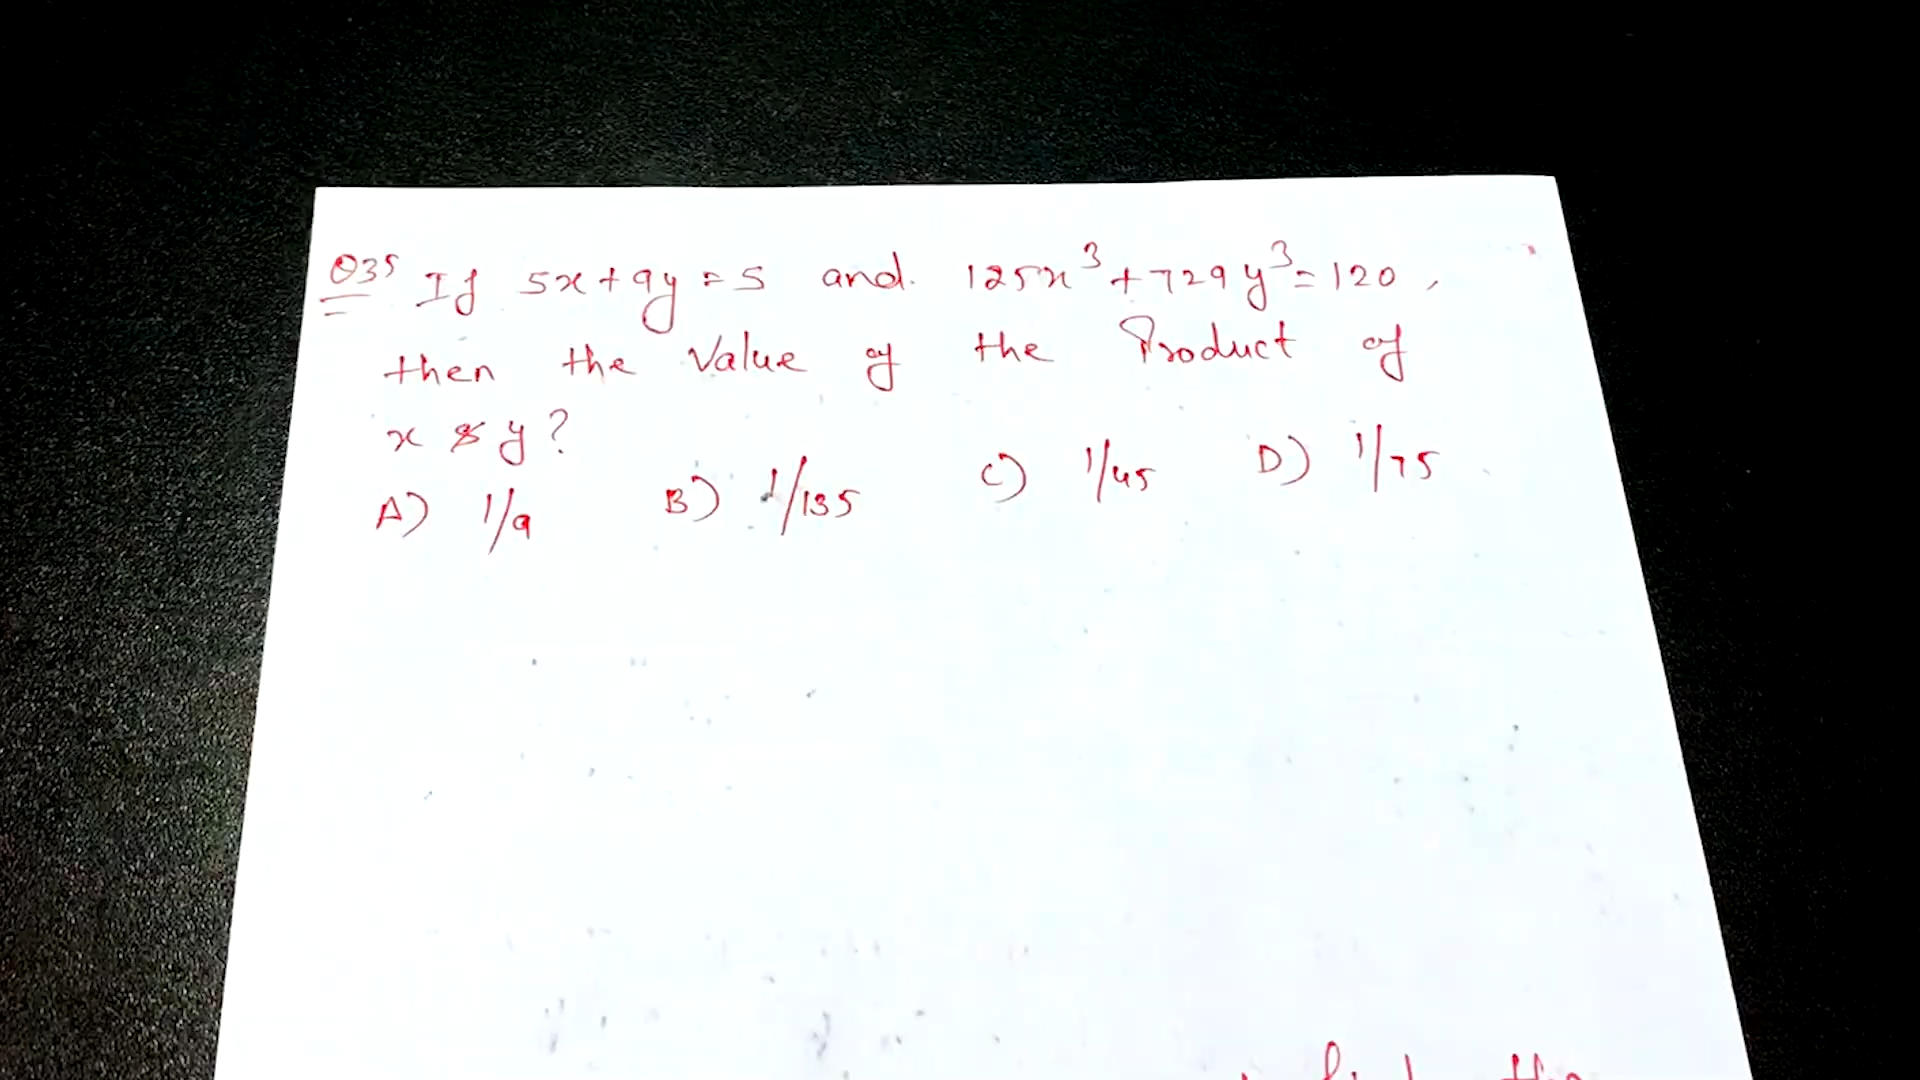 Q35 If 5x+9y=5 and. 125x³+729y³=120,
then the Value of the Product of
x & y?
A) 1/9 B) 1/135 C) 1/45 D) 1/75